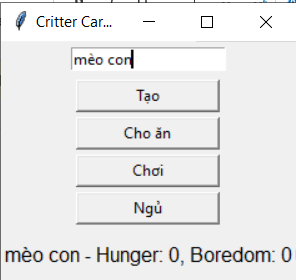 Critter Car...
mèo con
Tạo
Cho ăn
Chơi
Ngủ
mèo con - Hunger: 0, Boredom: 0